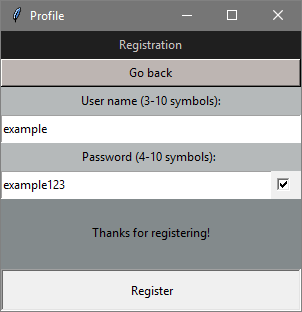 Profile
Registration
Go back
User name (3-10 symbols):
example
Password (4-10 symbols):
example123
Thanks for registering!
Register